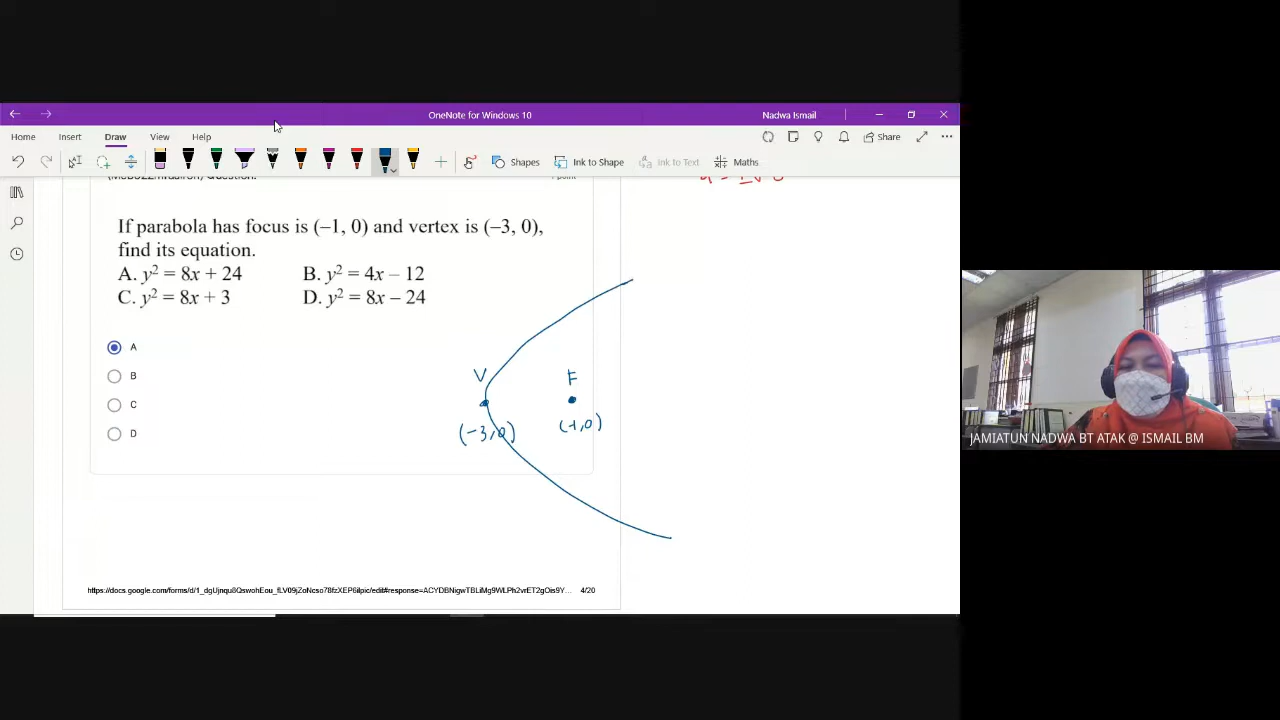 OneNote for Windows 10
Nadwa Ismail
Home Insert Draw View Help
Share
Shapes Ink to Shape Ink to Text Maths
Question.
If parabola has focus is (–1, 0) and vertex is (–3, 0),
find its equation.
A. y² = 8x + 24 B. y² = 4x – 12
C. y² = 8x + 3 D. y² = 8x – 24
A
B
C
D
V F
(-3,0) (-1,0)
4/20
JAMIATUN NADWA BT ATAK @ ISMAIL BM